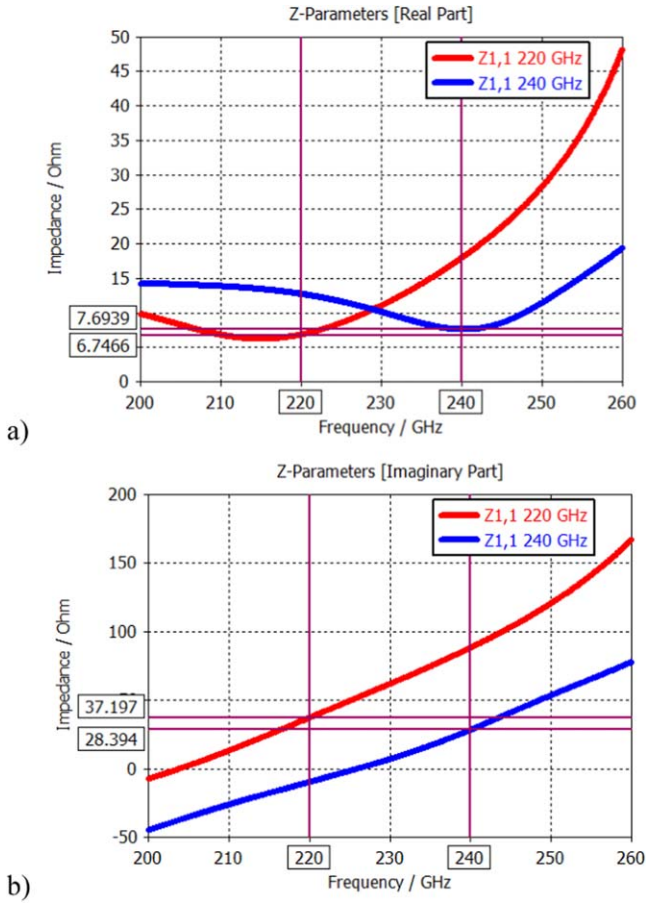 Z-Parameters [Real Part]
50
45
40
35
30
25
20
15
7.6939
6.7466
0
Impedance / Ohm
Z1,1 220 GHz
Z1,1 240 GHz
200 210 220 230 240 250 260
Frequency / GHz
a)
Z-Parameters [Imaginary Part]
200
150
100
37.197
28.394
0
-50
Impedance / Ohm
Z1,1 220 GHz
Z1,1 240 GHz
200 210 220 230 240 250 260
Frequency / GHz
b)